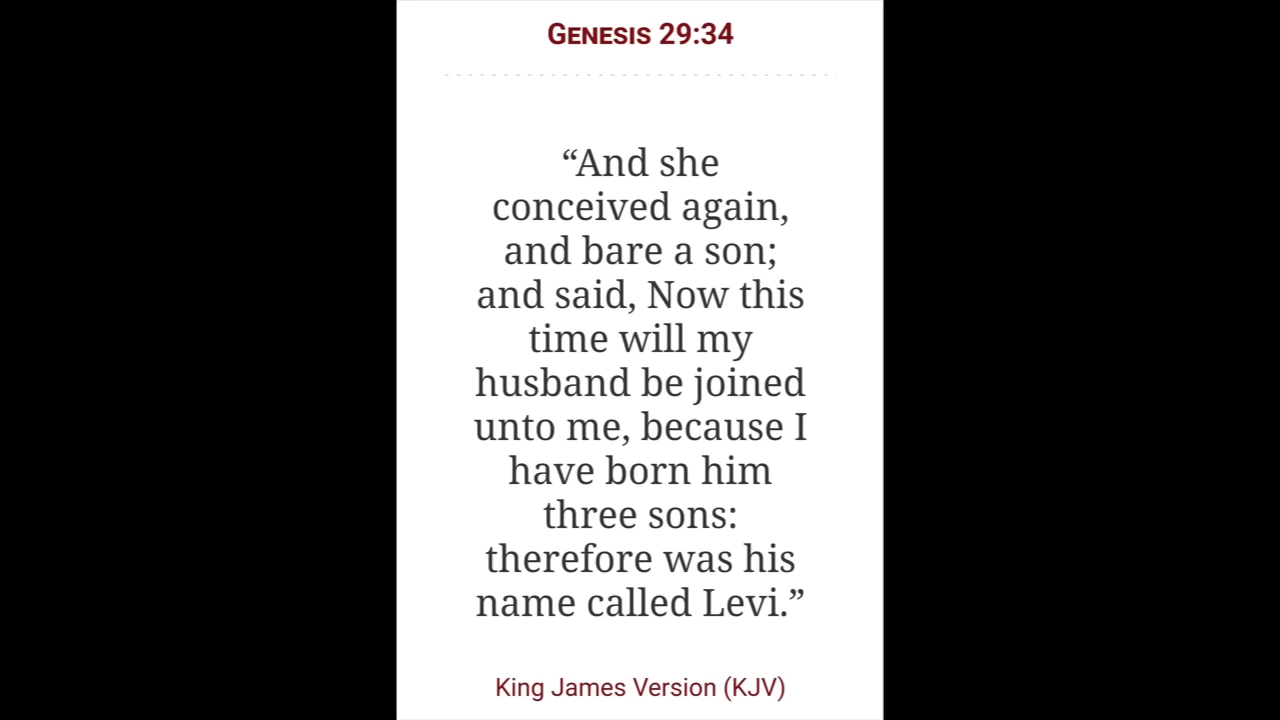 GENESIS 29:34
“And she
conceived again,
and bare a son;
and said, Now this
time will my
husband be joined
unto me, because I
have born him
three sons:
therefore was his
name called Levi.”
King James Version (KJV)